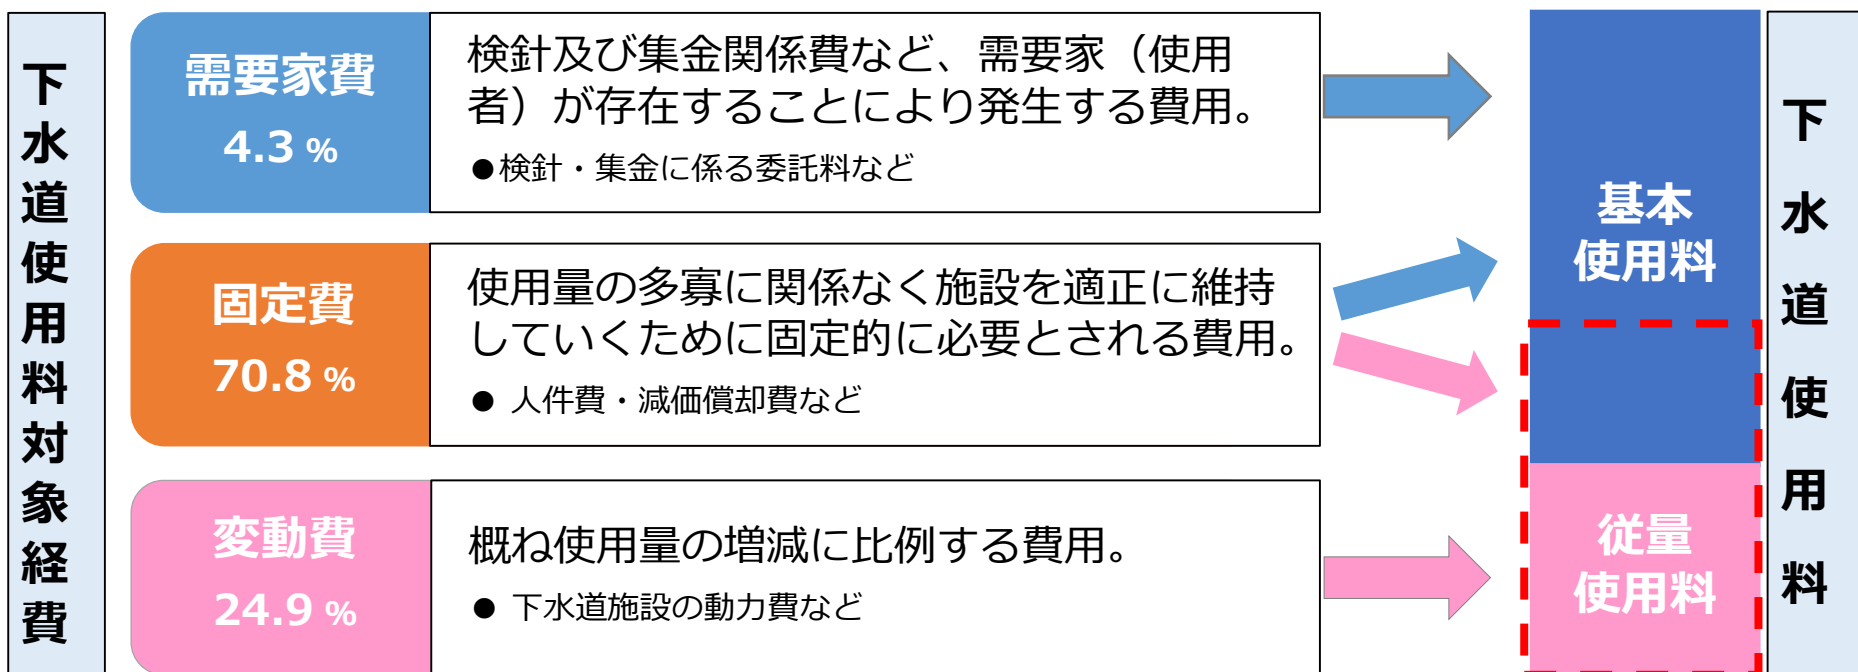 下水道使用料対象経費
需要家費
4.3 %
検針及び集金関係費など、需要家（使用
者）が存在することにより発生する費用。
●検針・集金に係る委託料など
固定費
70.8 %
使用量の多寡に関係なく施設を適正に維持
していくために固定的に必要とされる費用。
● 人件費・減価償却費など
変動費
24.9 %
概ね使用量の増減に比例する費用。
● 下水道施設の動力費など
基本
使用料
従量
使用料
下水道使用料